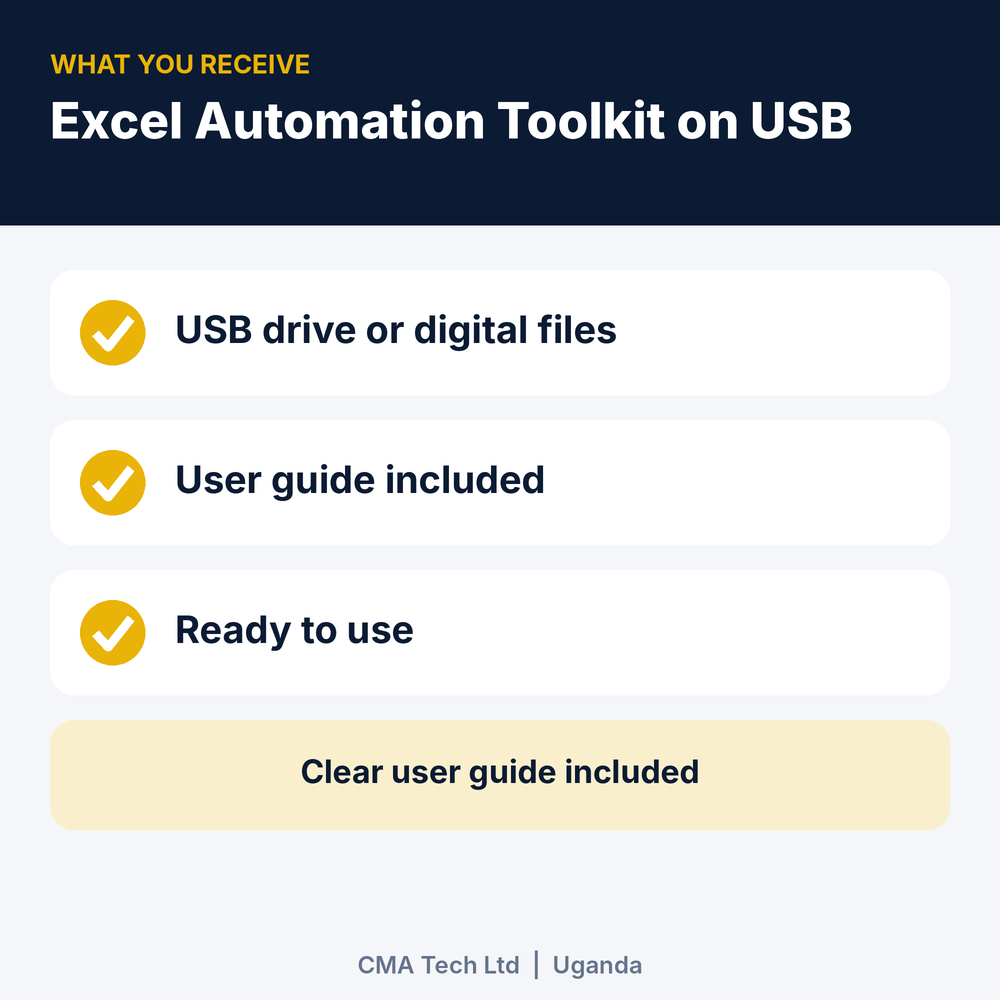 WHAT YOU RECEIVE
Excel Automation Toolkit on USB
USB drive or digital files
User guide included
Ready to use
Clear user guide included
CMA Tech Ltd | Uganda